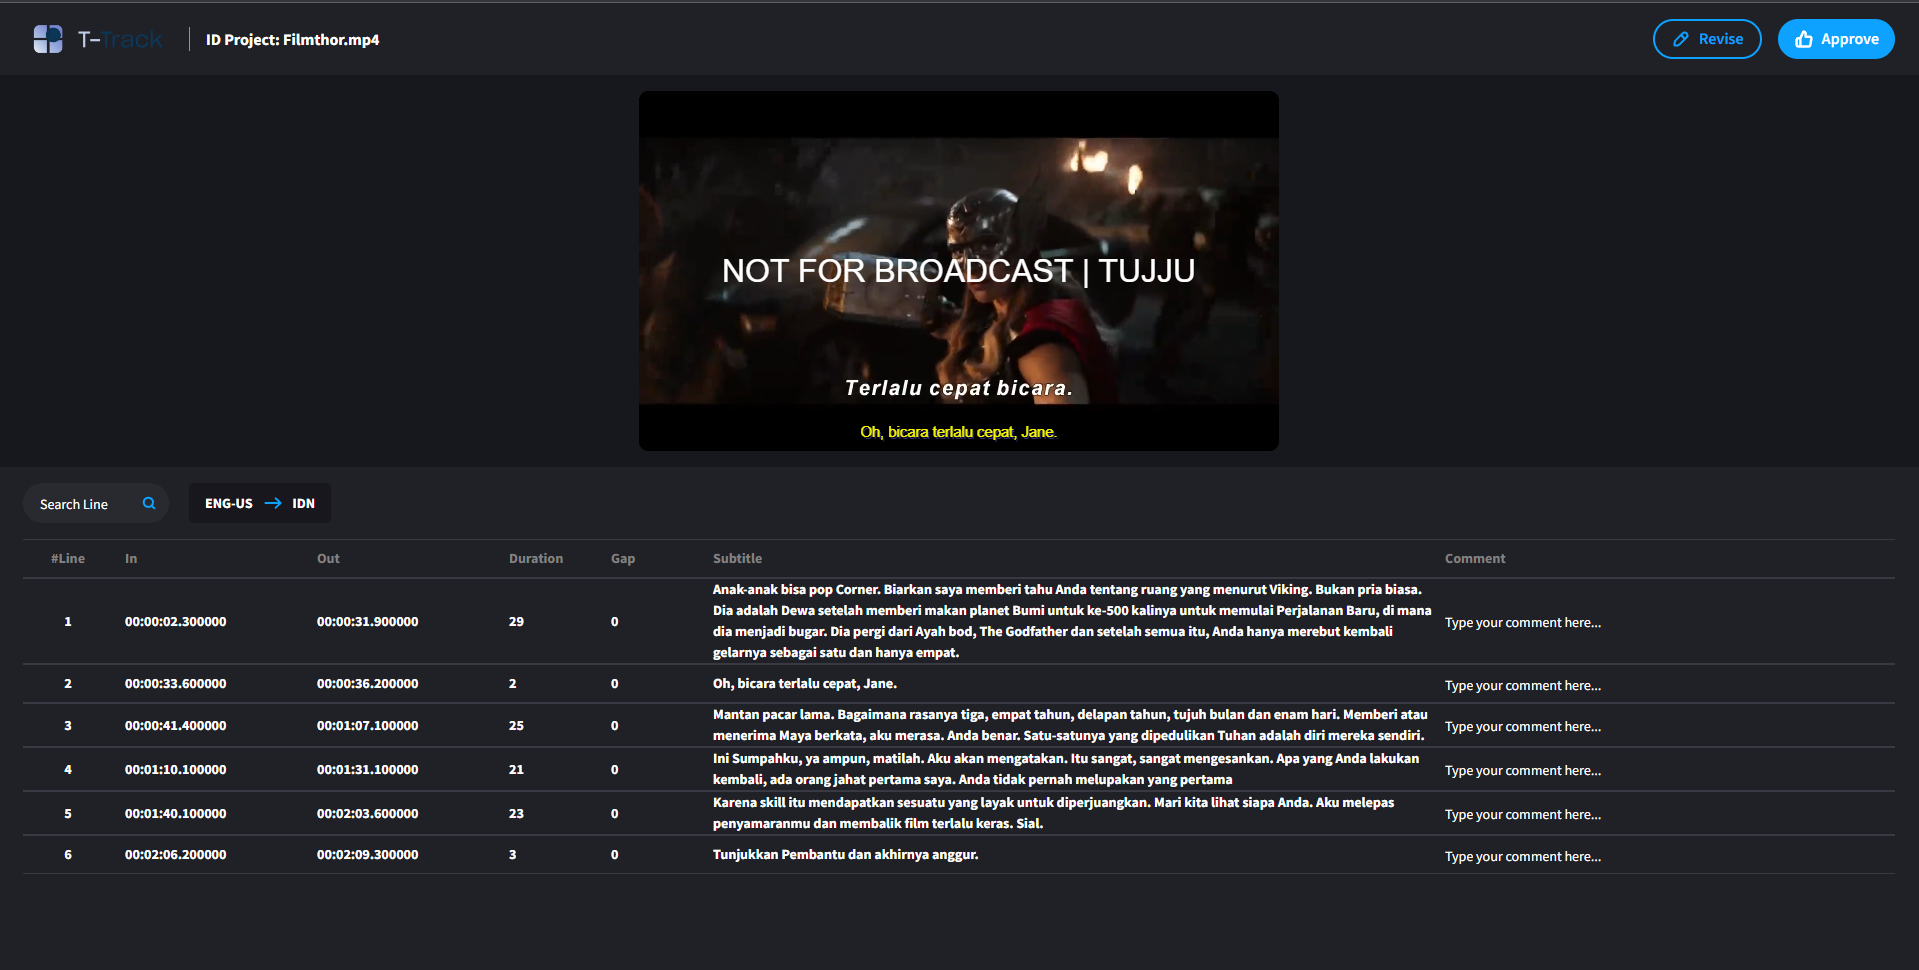 T-Track
ID Project: Filmthor.mp4
Revise
Approve
NOT FOR BROADCAST | TUJJU
Terlalu cepat bicara.
Oh, bicara terlalu cepat, Jane.
Search Line
ENG-US → IDN
#Line In Out Duration Gap Subtitle Comment
1 00:00:02.300000 00:00:31.900000 29 0
Anak-anak bisa pop Corner. Biarkan saya memberi tahu Anda tentang ruang yang menurut Viking. Bukan pria biasa.
Dia adalah Dewa setelah memberi makan planet Bumi untuk ke-500 kalinya untuk memulai Perjalanan Baru, di mana
dia menjadi bugar. Dia pergi dari Ayah bod, The Godfather dan setelah semua itu, Anda hanya merebut kembali
gelarnya sebagai satu dan hanya empat.
Type your comment here...
2 00:00:33.600000 00:00:36.200000 2 0 Oh, bicara terlalu cepat, Jane. Type your comment here...
3 00:00:41.400000 00:01:07.100000 25 0
Mantan pacar lama. Bagaimana rasanya tiga, empat tahun, delapan tahun, tujuh bulan dan enam hari. Memberi atau
menerima Maya berkata, aku merasa. Anda benar. Satu-satunya yang dipedulikan Tuhan adalah diri mereka sendiri.
Type your comment here...
4 00:01:10.100000 00:01:31.100000 21 0
Ini Sumpahku, ya ampun, matilah. Aku akan mengatakan. Itu sangat, sangat mengesankan. Apa yang Anda lakukan
kembali, ada orang jahat pertama saya. Anda tidak pernah melupakan yang pertama
Type your comment here...
5 00:01:40.100000 00:02:03.600000 23 0
Karena skill itu mendapatkan sesuatu yang layak untuk diperjuangkan. Mari kita lihat siapa Anda. Aku melepas
penyamaranmu dan membalik film terlalu keras. Sial.
Type your comment here...
6 00:02:06.200000 00:02:09.300000 3 0 Tunjukkan Pembantu dan akhirnya anggur. Type your comment here...